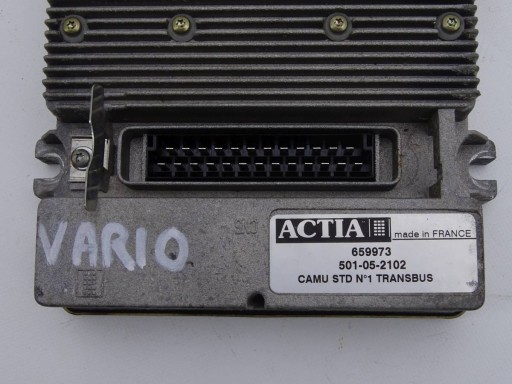 VARIO
ACTIA made in FRANCE
659973
501-05-2102
CAMU STD N°1 TRANSBUS